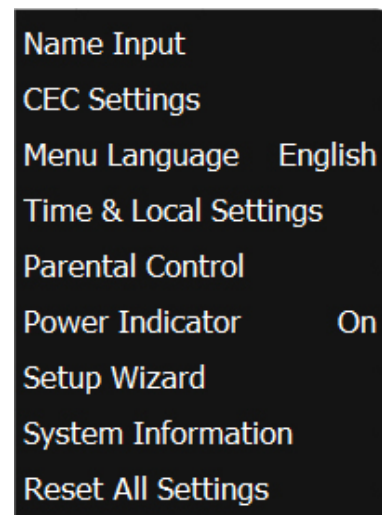 Name Input
CEC Settings
Menu Language English
Time & Local Settings
Parental Control
Power Indicator On
Setup Wizard
System Information
Reset All Settings